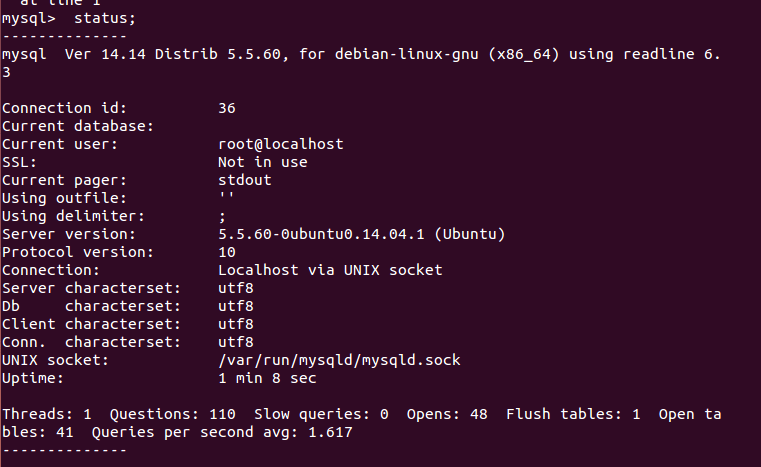 at line 1
mysql>  status;
--------------
mysql  Ver 14.14 Distrib 5.5.60, for debian-linux-gnu (x86_64) using readline 6.
3

Connection id:          36
Current database:
Current user:           root@localhost
SSL:                    Not in use
Current pager:          stdout
Using outfile:          ''
Using delimiter:        ;
Server version:         5.5.60-0ubuntu0.14.04.1 (Ubuntu)
Protocol version:       10
Connection:             Localhost via UNIX socket
Server characterset:    utf8
Db     characterset:    utf8
Client characterset:    utf8
Conn.  characterset:    utf8
UNIX socket:            /var/run/mysqld/mysqld.sock
Uptime:                 1 min 8 sec

Threads: 1  Questions: 110  Slow queries: 0  Opens: 48  Flush tables: 1  Open ta
bles: 41  Queries per second avg: 1.617
--------------